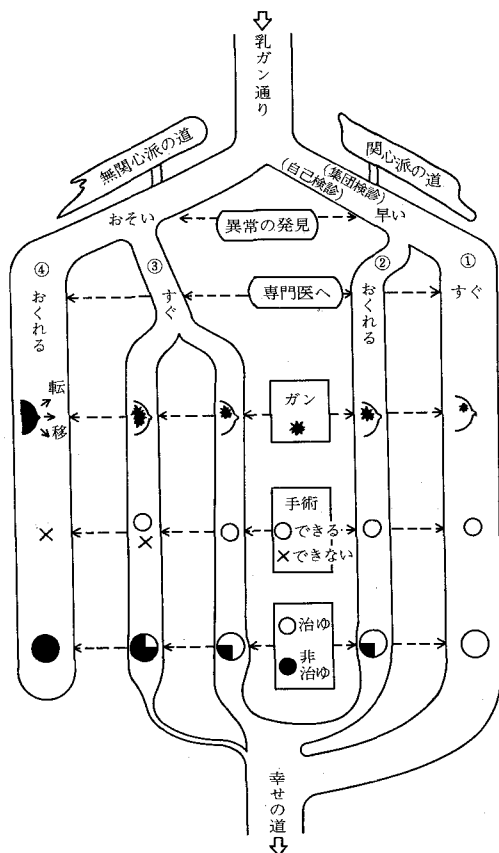 乳ガン通り
無関心派の道
関心派の道
(集団検診)
(自己検診)
おそい
異常の発見
早い
④
おくれる
③
すぐ
専門医へ
②
おくれる
①
すぐ
転
移
ガン
手術
○できる
×できない
○治ゆ
●非治ゆ
幸せの道